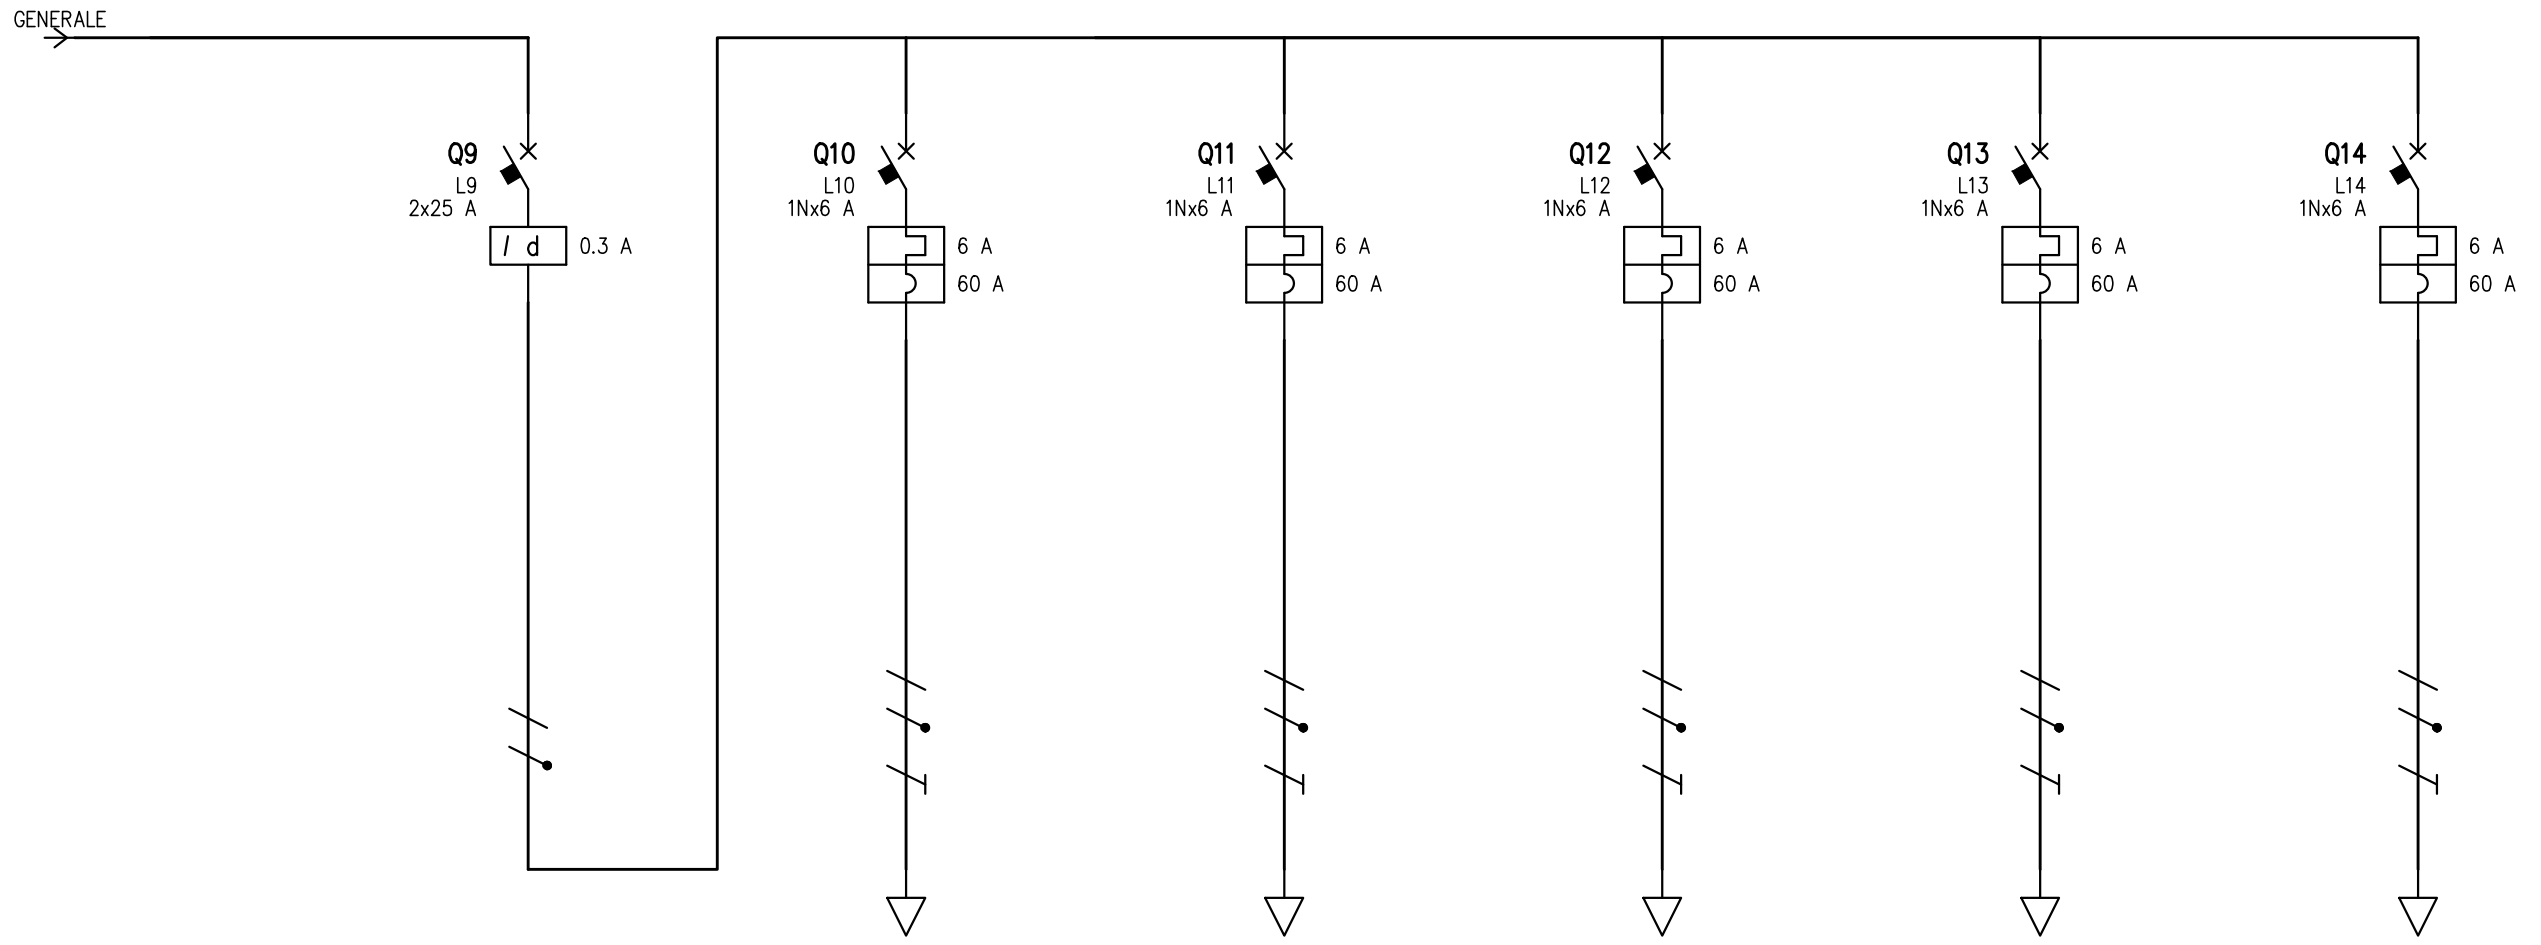 GENERALE
Q9
L9
2x25 A
I d
0.3 A
Q10
L10
1Nx6 A
6 A
60 A
Q11
L11
1Nx6 A
6 A
60 A
Q12
L12
1Nx6 A
6 A
60 A
Q13
L13
1Nx6 A
6 A
60 A
Q14
L14
1Nx6 A
6 A
60 A